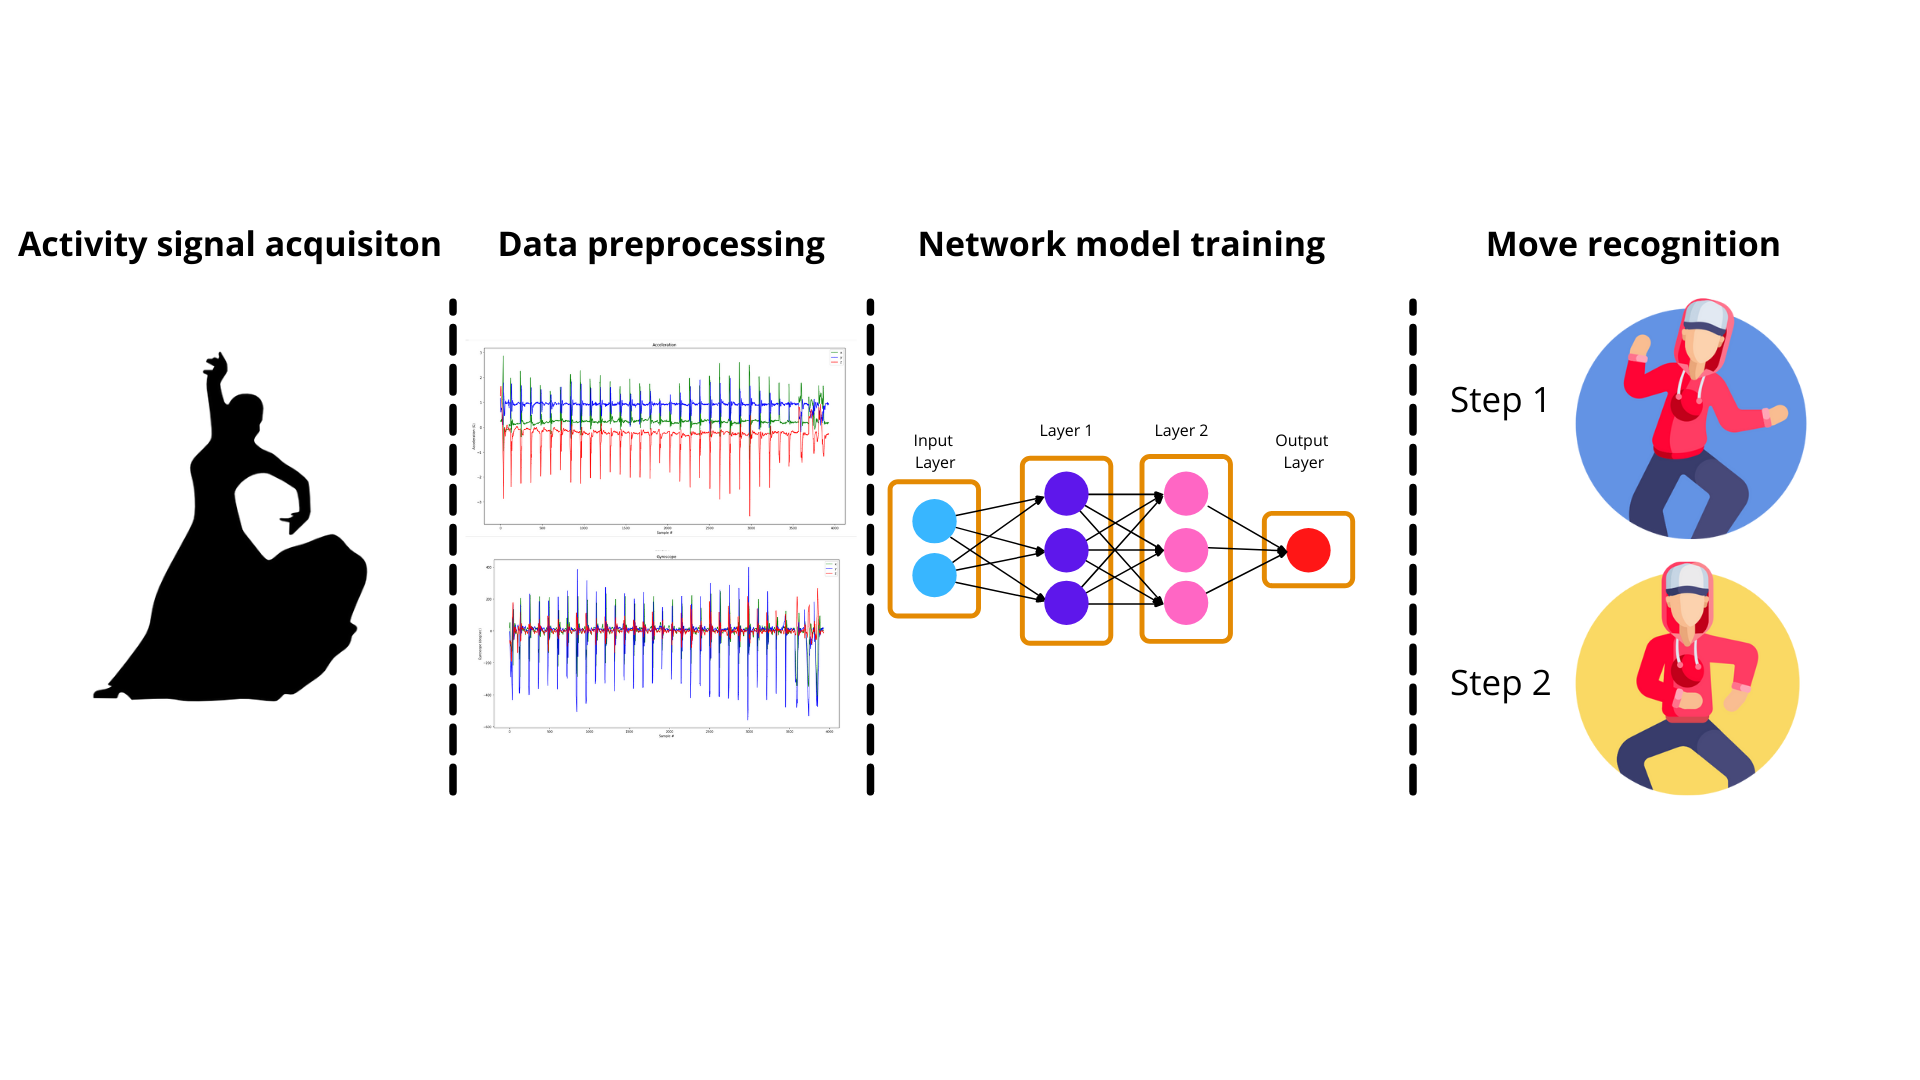 Activity signal acquisiton
Data preprocessing
Network model training
Move recognition
Acceleration
Sample #
Gyroscope
Sample #
Input
Layer
Layer 1
Layer 2
Output
Layer
Step 1
Step 2